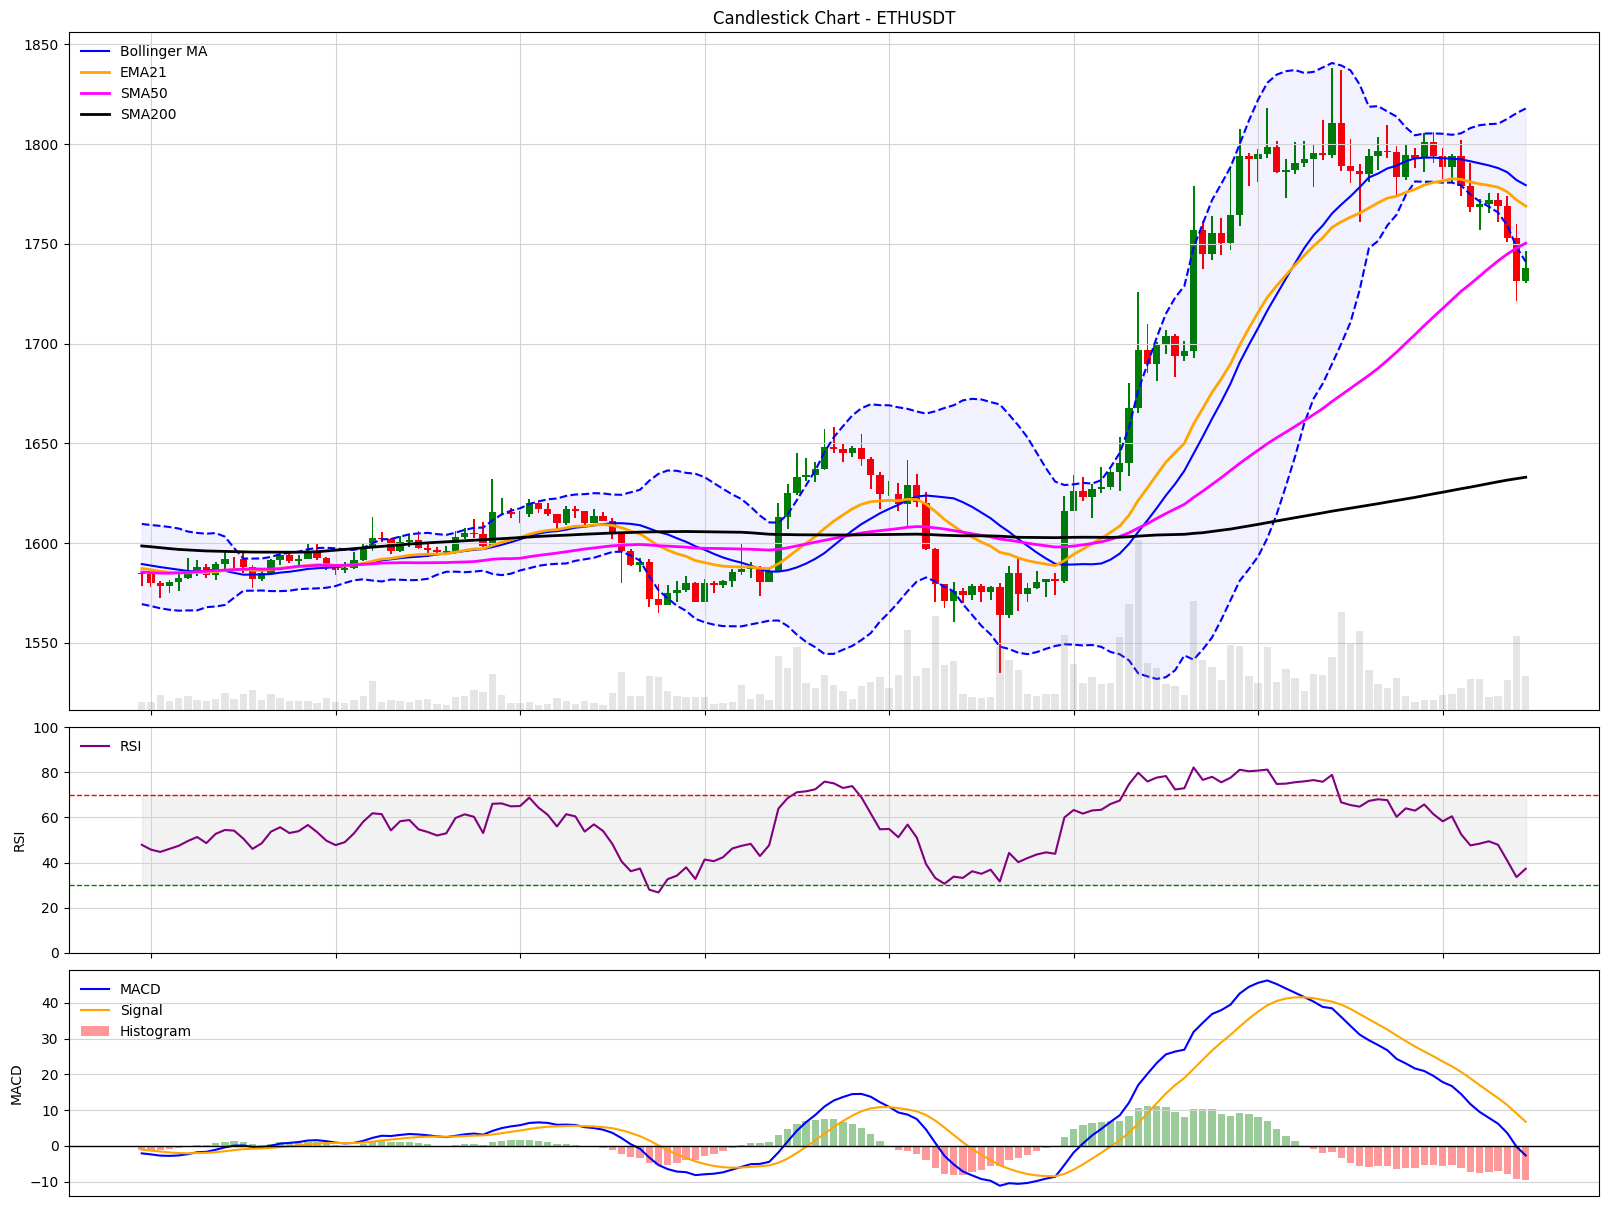 Candlestick Chart - ETHUSDT
1850
1800
1750
1700
1650
1600
1550
Bollinger MA
EMA21
SMA50
SMA200
100
80
60
40
20
0
RSI
RSI
40
30
20
10
0
−10
MACD
MACD
Signal
Histogram